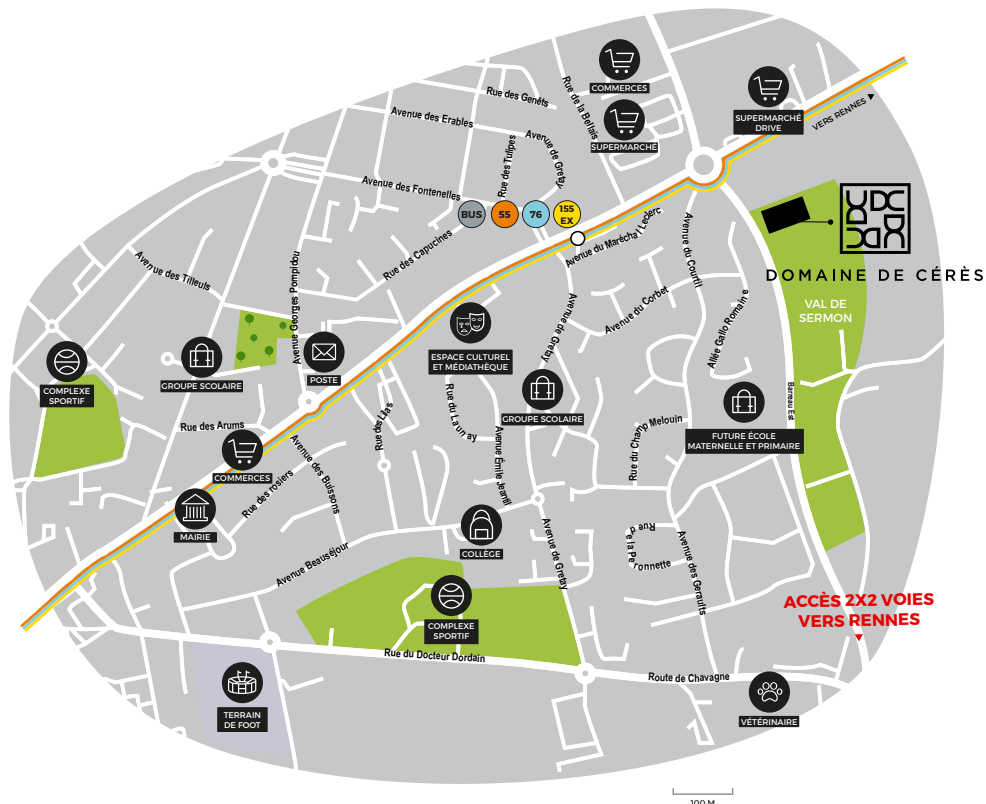 COMMERCES
SUPERMARCHÉ
SUPERMARCHÉ
DRIVE
VERS RENNES
Rue des Genêts
Rue de la Bellais
Avenue des Erables
Rue des Tulipes
Avenue de Gretay
Avenue des Fontenelles
BUS
55
76
155
EX
Rue des Capucines
Avenue du Maréchal Leclerc
Avenue du Courtil
DOMAINE DE CÉRÈS
VAL DE
SERMON
Avenue des Tilleuls
Avenue Georges Pompidou
Avenue du Corbet
Allée Gallo Romaine
Avenue de Gretay
COMPLEXE
SPORTIF
GROUPE SCOLAIRE
POSTE
ESPACE CULTUREL
ET MÉDIATHÈQUE
GROUPE SCOLAIRE
FUTURE ÉCOLE
MATERNELLE ET PRIMAIRE
Barreau Est
Rue des Arums
Rue des Lilas
Rue du Launay
Avenue Émile Jeantil
Rue du Champ Melouin
COMMERCES
Rue des rosiers
Avenue des Buissons
MAIRIE
COLLÈGE
Avenue Beauséjour
Avenue de Gretay
Rue de la Peronnette
Avenue des Geraults
COMPLEXE
SPORTIF
ACCÈS 2X2 VOIES
VERS RENNES
Rue du Docteur Dordain
Route de Chavagne
TERRAIN
DE FOOT
VÉTÉRINAIRE
100 M